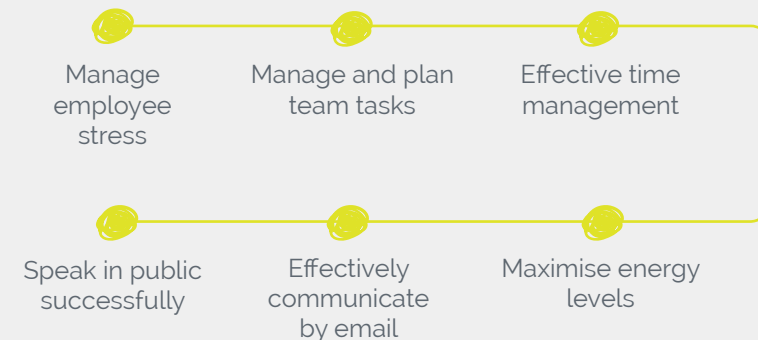 Manage
employee
stress
Manage and plan
team tasks
Effective time
management
Speak in public
successfully
Effectively
communicate
by email
Maximise energy
levels